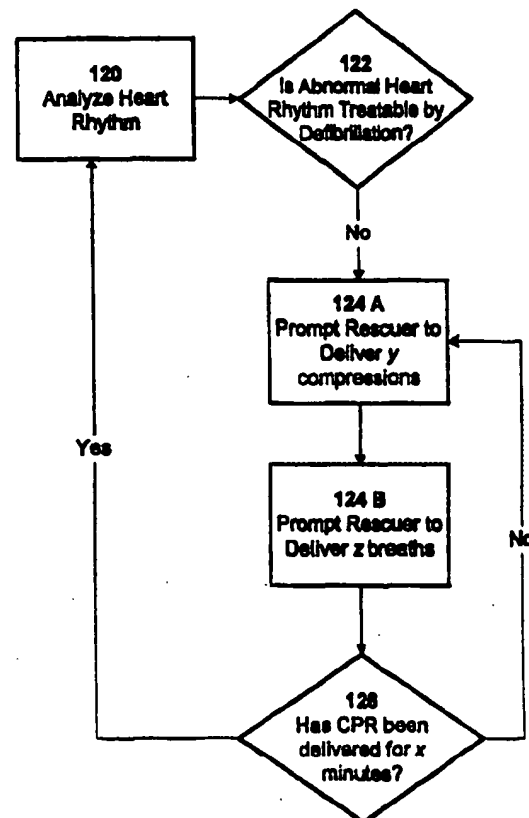 120
Analyze Heart
Rhythm
122
Is Abnormal Heart
Rhythm Treatable by
Defibrillation?
No
124 A
Prompt Rescuer to
Deliver y
compressions
Yes
124 B
Prompt Rescuer to
Deliver z breaths
No
126
Has CPR been
delivered for x
minutes?